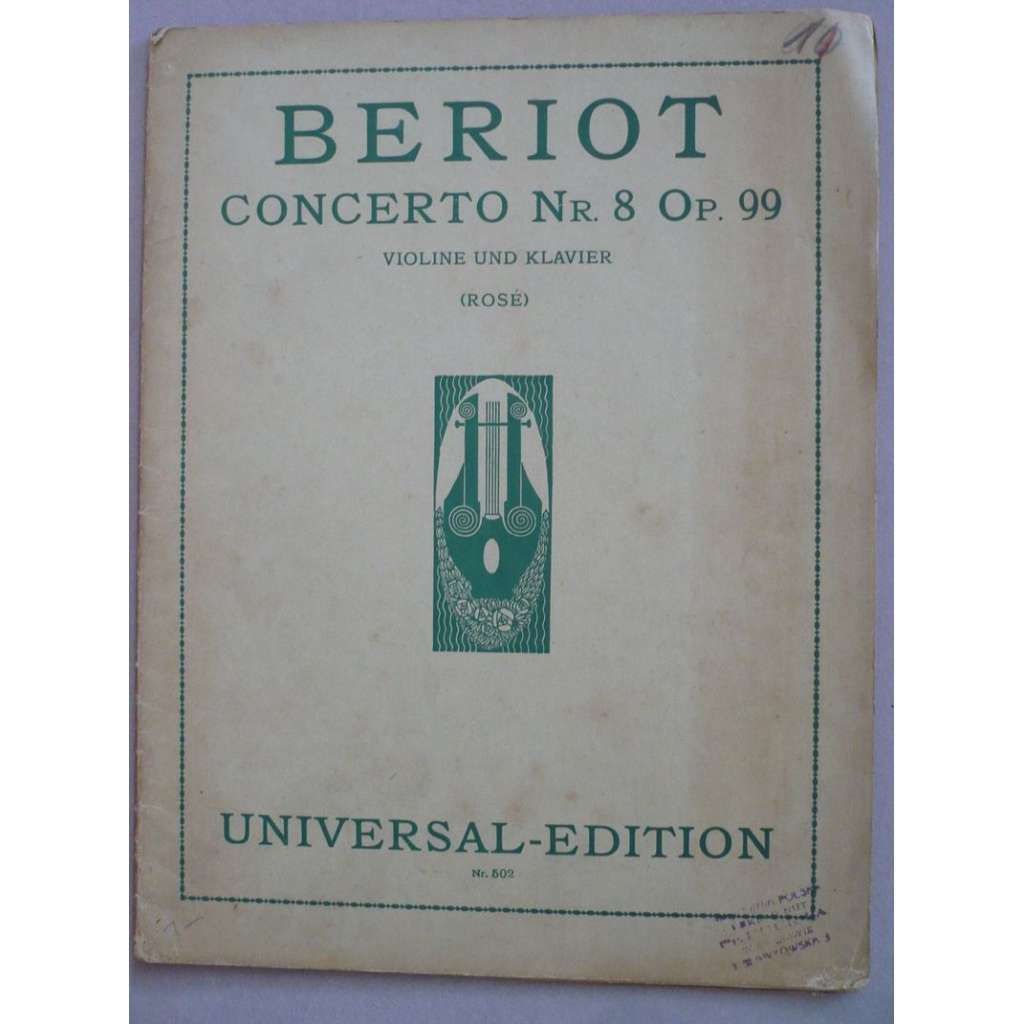 10
BERIOT
CONCERTO NR. 8 OP. 99
VIOLINE UND KLAVIER
(ROSÉ)
UNIVERSAL-EDITION
Nr. 502